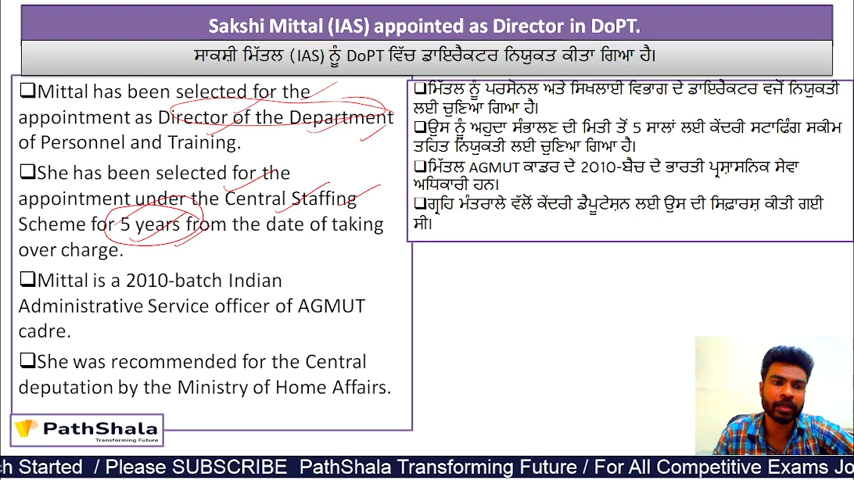 Sakshi Mittal (IAS) appointed as Director in DoPT.
ਸਾਕਸ਼ੀ ਮਿੱਤਲ (IAS) ਨੂੰ DoPT ਵਿੱਚ ਡਾਇਰੈਕਟਰ ਨਿਯੁਕਤ ਕੀਤਾ ਗਿਆ ਹੈ।
Mittal has been selected for the
appointment as Director of the Department
of Personnel and Training.
She has been selected for the
appointment under the Central Staffing
Scheme for 5 years from the date of taking
over charge.
Mittal is a 2010-batch Indian
Administrative Service officer of AGMUT
cadre.
She was recommended for the Central
deputation by the Ministry of Home Affairs.
ਮਿੱਤਲ ਨੂੰ ਪਰਸੋਨਲ ਅਤੇ ਸਿਖਲਾਈ ਵਿਭਾਗ ਦੇ ਡਾਇਰੈਕਟਰ ਵਜੋਂ ਨਿਯੁਕਤੀ
ਲਈ ਚੁਣਿਆ ਗਿਆ ਹੈ।
ਉਸ ਨੂੰ ਅਹੁਦਾ ਸੰਭਾਲਣ ਦੀ ਮਿਤੀ ਤੋਂ 5 ਸਾਲਾਂ ਲਈ ਕੇਂਦਰੀ ਸਟਾਫਿੰਗ ਸਕੀਮ
ਤਹਿਤ ਨਿਯੁਕਤੀ ਲਈ ਚੁਣਿਆ ਗਿਆ ਹੈ।
ਮਿੱਤਲ AGMUT ਕਾਡਰ ਦੇ 2010-ਬੈਚ ਦੇ ਭਾਰਤੀ ਪ੍ਰਸ਼ਾਸਨਿਕ ਸੇਵਾ
ਅਧਿਕਾਰੀ ਹਨ।
ਗ੍ਰਹਿ ਮੰਤਰਾਲੇ ਵੱਲੋਂ ਕੇਂਦਰੀ ਡੈਪੂਟੇਸ਼ਨ ਲਈ ਉਸ ਦੀ ਸਿਫ਼ਾਰਸ਼ ਕੀਤੀ ਗਈ
ਸੀ।
PathShala
Transforming Future
ch Started / Please SUBSCRIBE PathShala Transforming Future / For All Competitive Exams Jo